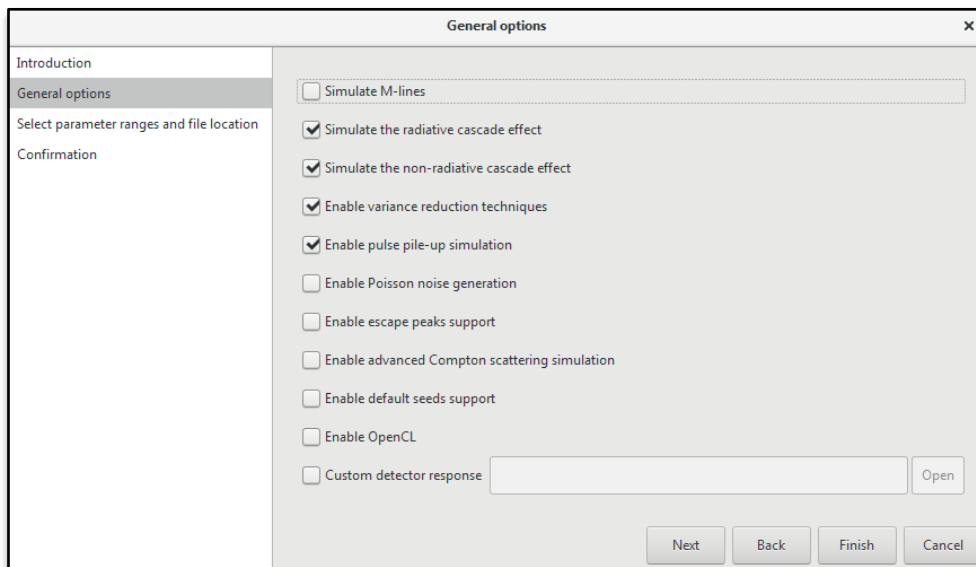 General options
Introduction
General options
Select parameter ranges and file location
Confirmation
Simulate M-lines
Simulate the radiative cascade effect
Simulate the non-radiative cascade effect
Enable variance reduction techniques
Enable pulse pile-up simulation
Enable Poisson noise generation
Enable escape peaks support
Enable advanced Compton scattering simulation
Enable default seeds support
Enable OpenCL
Custom detector response Open
Next Back Finish Cancel